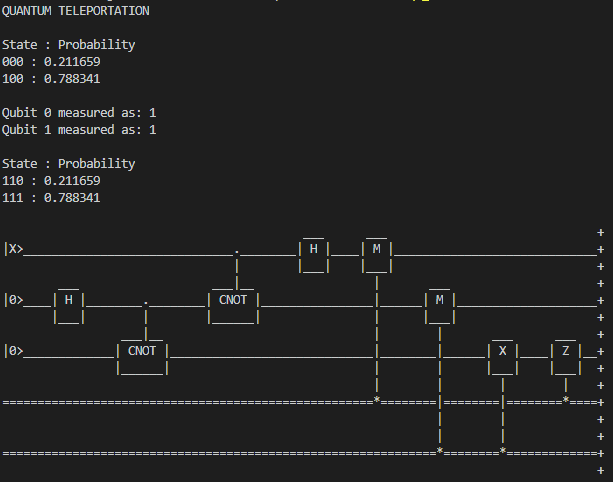 QUANTUM TELEPORTATION
State : Probability
000 : 0.211659
100 : 0.788341
Qubit 0 measured as: 1
Qubit 1 measured as: 1
State : Probability
110 : 0.211659
111 : 0.788341
|X> H M
|0> H CNOT M
|0> CNOT X Z